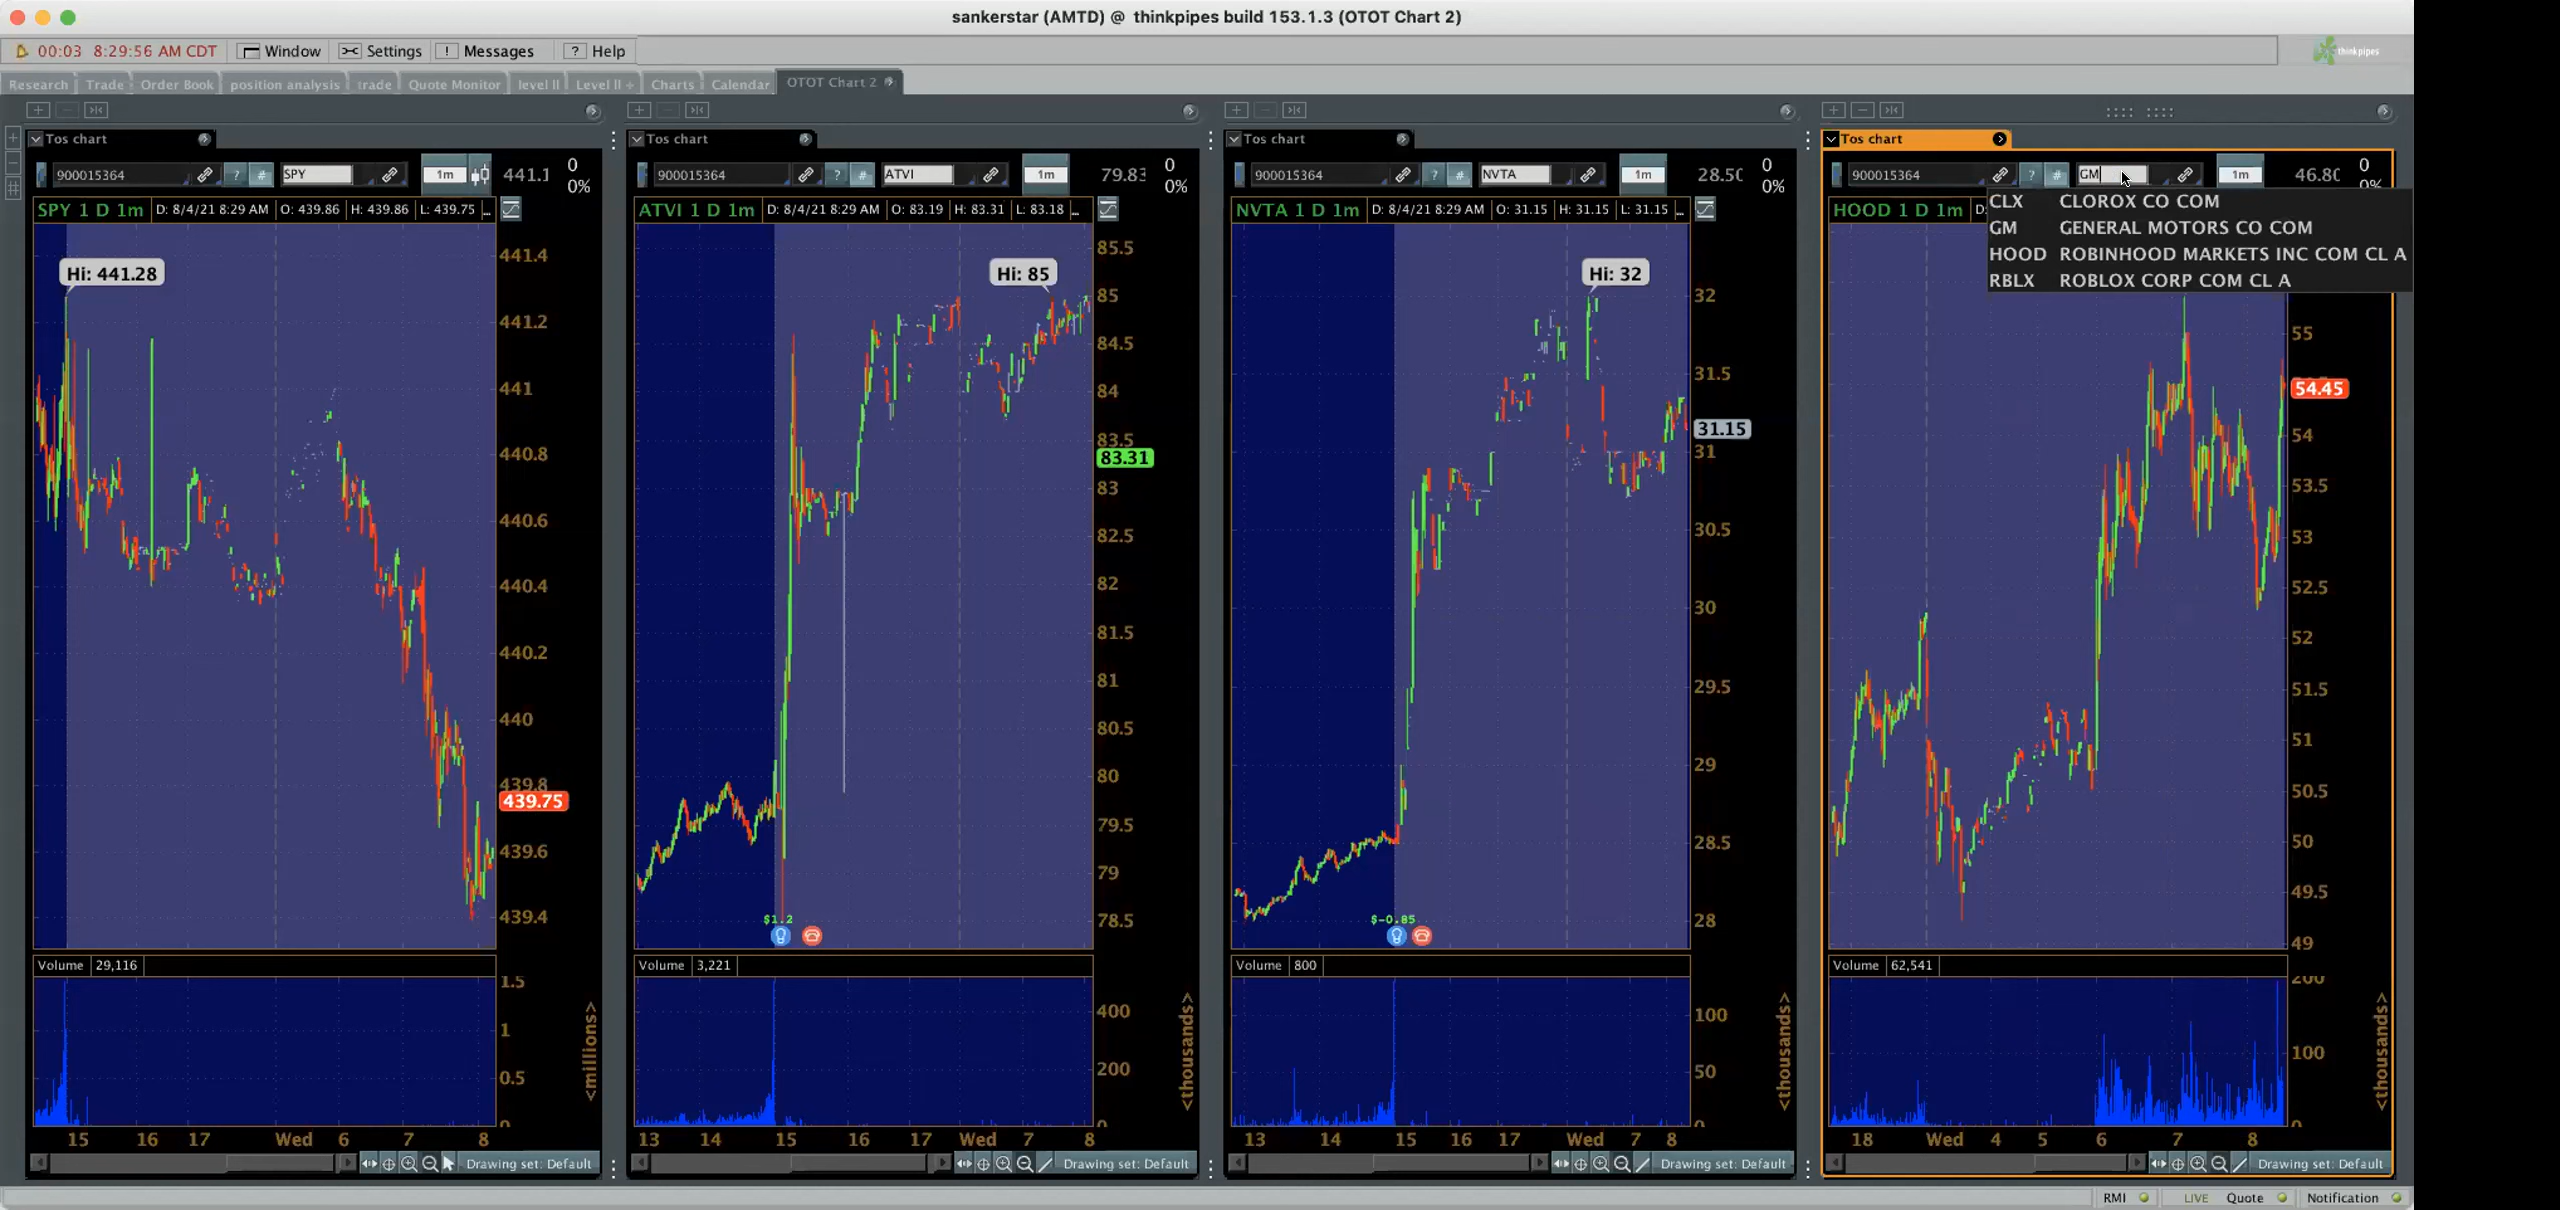 sankerstar (AMTD) @ thinkpipes build 153.1.3 (OTOT Chart 2)
00:03 8:29:56 AM CDT Window Settings ! Messages ? Help thinkpipes
Research Trade Order Book position analysis trade Quote Monitor level II Level II + Charts Calendar OTOT Chart 2
Tos chart
900015364 ? # SPY 1m 441.1 0 0%
SPY 1 D 1m D: 8/4/21 8:29 AM O: 439.86 H: 439.86 L: 439.75 ...
Hi: 441.28
441.4
441.2
441
440.8
440.6
440.4
440.2
440
439.8
439.75
439.6
439.4
Volume 29,116
1.5
1
0.5
0
<millions>
15 16 17 Wed 6 7 8
Drawing set: Default
Tos chart
900015364 ? # ATVI 1m 79.83 0 0%
ATVI 1 D 1m D: 8/4/21 8:29 AM O: 83.19 H: 83.31 L: 83.18 ...
Hi: 85
85.5
85
84.5
84
83.5
83.31
83
82.5
82
81.5
81
80.5
80
79.5
79
78.5
$1.2
Volume 3,221
400
200
0
<thousands>
13 14 15 16 17 Wed 7 8
Drawing set: Default
Tos chart
900015364 ? # NVTA 1m 28.50 0 0%
NVTA 1 D 1m D: 8/4/21 8:29 AM O: 31.15 H: 31.15 L: 31.15 ...
Hi: 32
32
31.5
31.15
31
30.5
30
29.5
29
28.5
28
$-0.85
Volume 800
100
50
0
<thousands>
13 14 15 16 17 Wed 7 8
Drawing set: Default
Tos chart
900015364 ? # GM 1m 46.80 0 0%
HOOD 1 D 1m D:
CLX CLOROX CO COM
GM GENERAL MOTORS CO COM
HOOD ROBINHOOD MARKETS INC COM CL A
RBLX ROBLOX CORP COM CL A
55
54.45
54
53.5
53
52.5
52
51.5
51
50.5
50
49.5
49
Volume 62,541
200
100
0
<thousands>
18 Wed 4 5 6 7 8
Drawing set: Default
RMI LIVE Quote Notification